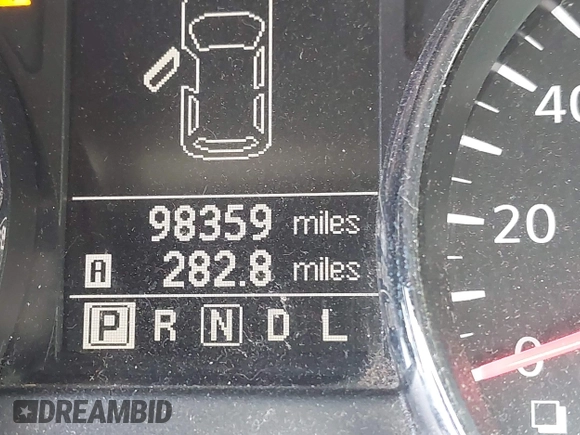 40
98359 miles
20
A 282.8 miles
P R N D L
0
DREAMBID